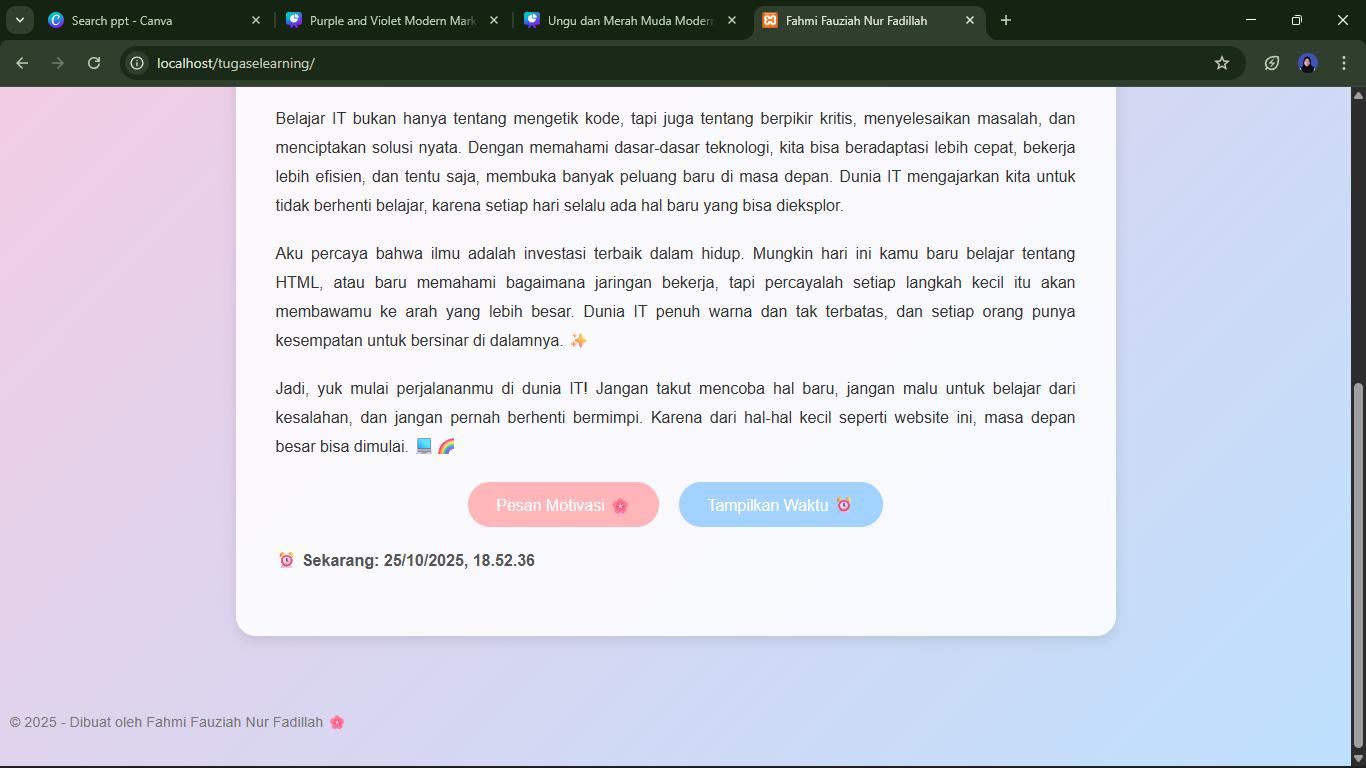 Search ppt - Canva
Purple and Violet Modern Mark
Ungu dan Merah Muda Modern
Fahmi Fauziah Nur Fadillah
localhost/tugaselearning/
Belajar IT bukan hanya tentang mengetik kode, tapi juga tentang berpikir kritis, menyelesaikan masalah, dan
menciptakan solusi nyata. Dengan memahami dasar-dasar teknologi, kita bisa beradaptasi lebih cepat, bekerja
lebih efisien, dan tentu saja, membuka banyak peluang baru di masa depan. Dunia IT mengajarkan kita untuk
tidak berhenti belajar, karena setiap hari selalu ada hal baru yang bisa dieksplor.
Aku percaya bahwa ilmu adalah investasi terbaik dalam hidup. Mungkin hari ini kamu baru belajar tentang
HTML, atau baru memahami bagaimana jaringan bekerja, tapi percayalah setiap langkah kecil itu akan
membawamu ke arah yang lebih besar. Dunia IT penuh warna dan tak terbatas, dan setiap orang punya
kesempatan untuk bersinar di dalamnya. ✨
Jadi, yuk mulai perjalananmu di dunia IT! Jangan takut mencoba hal baru, jangan malu untuk belajar dari
kesalahan, dan jangan pernah berhenti bermimpi. Karena dari hal-hal kecil seperti website ini, masa depan
besar bisa dimulai. 💻 🌈
Pesan Motivasi 🌸
Tampilkan Waktu ⏰
⏰ Sekarang: 25/10/2025, 18.52.36
© 2025 - Dibuat oleh Fahmi Fauziah Nur Fadillah 🌸